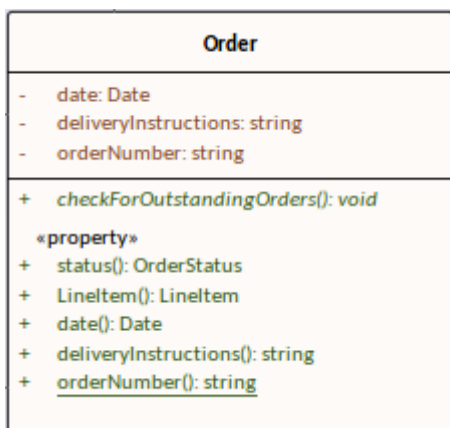 Order
- date: Date
- deliveryInstructions: string
- orderNumber: string
+ checkForOutstandingOrders(): void
«property»
+ status(): OrderStatus
+ LineItem(): LineItem
+ date(): Date
+ deliveryInstructions(): string
+ orderNumber(): string